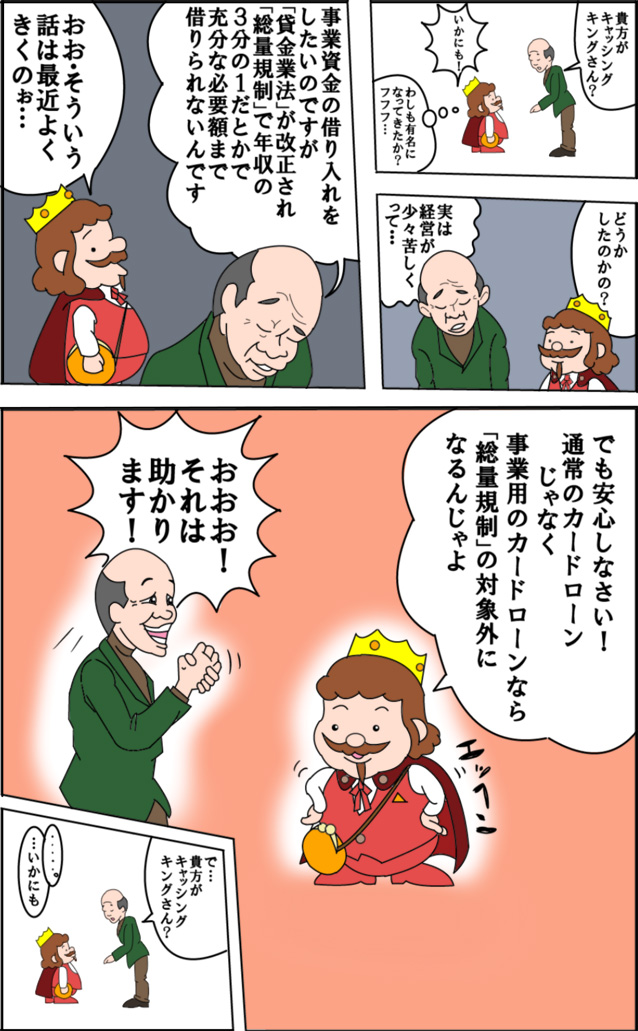 貴方が
キャッシング
キングさん？
いかにも！
わしも有名に
なってきたか？
フフフ…
どうか
したのかの？
実は
経営が
少々苦しく
って…
事業資金の借り入れを
したいのですが
「貸金業法」が改正され
「総量規制」で年収の
３分の１だとかで
充分な必要額まで
借りられないんです
おお・そういう
話は最近よく
きくのぉ…
でも安心しなさい！
通常のカードローン
じゃなく
事業用のカードローンなら
「総量規制」の対象外に
なるんじゃよ
おおお！
それは
助かり
ます！
エッヘン
で…
貴方が
キャッシング
キングさん？
・・・・。
…いかにも